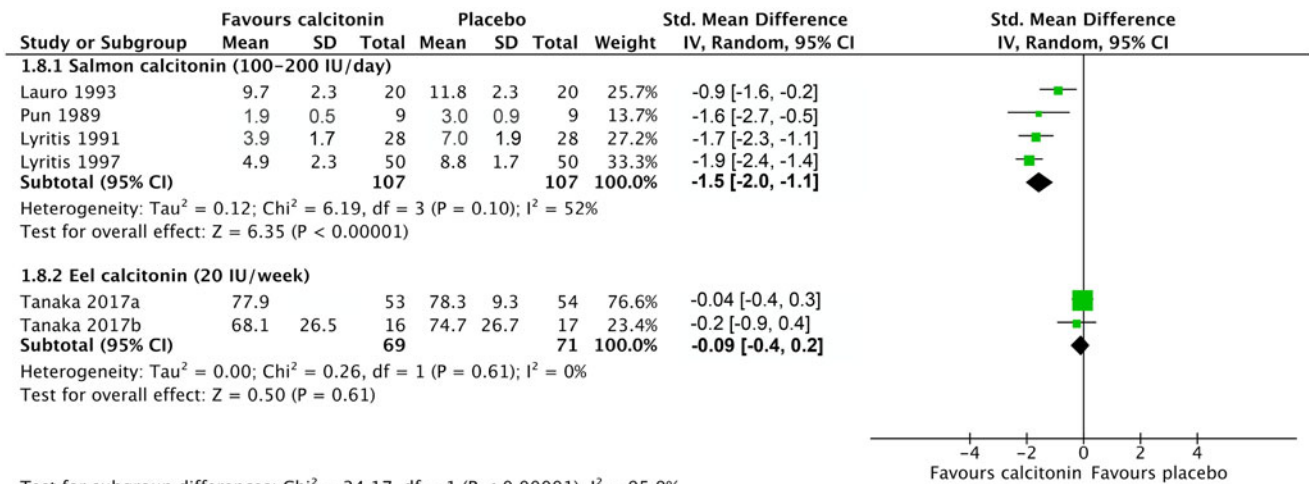 Favours calcitonin Placebo Std. Mean Difference Std. Mean Difference
Study or Subgroup Mean SD Total Mean SD Total Weight IV, Random, 95% CI IV, Random, 95% CI
1.8.1 Salmon calcitonin (100-200 IU/day)
Lauro 1993 9.7 2.3 20 11.8 2.3 20 25.7% -0.9 [-1.6, -0.2]
Pun 1989 1.9 0.5 9 3.0 0.9 9 13.7% -1.6 [-2.7, -0.5]
Lyritis 1991 3.9 1.7 28 7.0 1.9 28 27.2% -1.7 [-2.3, -1.1]
Lyritis 1997 4.9 2.3 50 8.8 1.7 50 33.3% -1.9 [-2.4, -1.4]
Subtotal (95% CI) 107 107 100.0% -1.5 [-2.0, -1.1]
Heterogeneity: Tau² = 0.12; Chi² = 6.19, df = 3 (P = 0.10); I² = 52%
Test for overall effect: Z = 6.35 (P < 0.00001)
1.8.2 Eel calcitonin (20 IU/week)
Tanaka 2017a 77.9 53 78.3 9.3 54 76.6% -0.04 [-0.4, 0.3]
Tanaka 2017b 68.1 26.5 16 74.7 26.7 17 23.4% -0.2 [-0.9, 0.4]
Subtotal (95% CI) 69 71 100.0% -0.09 [-0.4, 0.2]
Heterogeneity: Tau² = 0.00; Chi² = 0.26, df = 1 (P = 0.61); I² = 0%
Test for overall effect: Z = 0.50 (P = 0.61)
-4 -2 0 2 4
Favours calcitonin Favours placebo